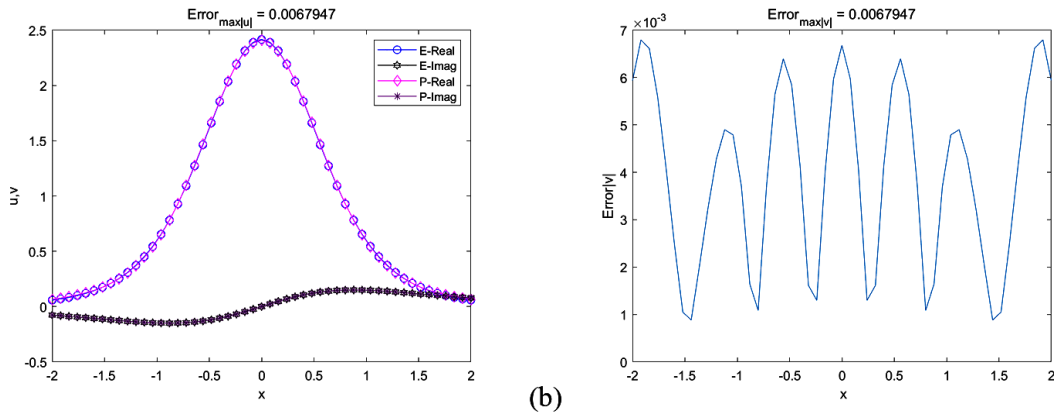 Error_max|u| = 0.0067947
2.5
2
1.5
1
0.5
0
-0.5
u,v
E-Real
E-Imag
P-Real
P-Imag
-2 -1.5 -1 -0.5 0 0.5 1 1.5 2
x
(b)
×10⁻³
Error_max|v| = 0.0067947
7
6
5
4
3
2
1
0
Error|v|
-2 -1.5 -1 -0.5 0 0.5 1 1.5 2
x